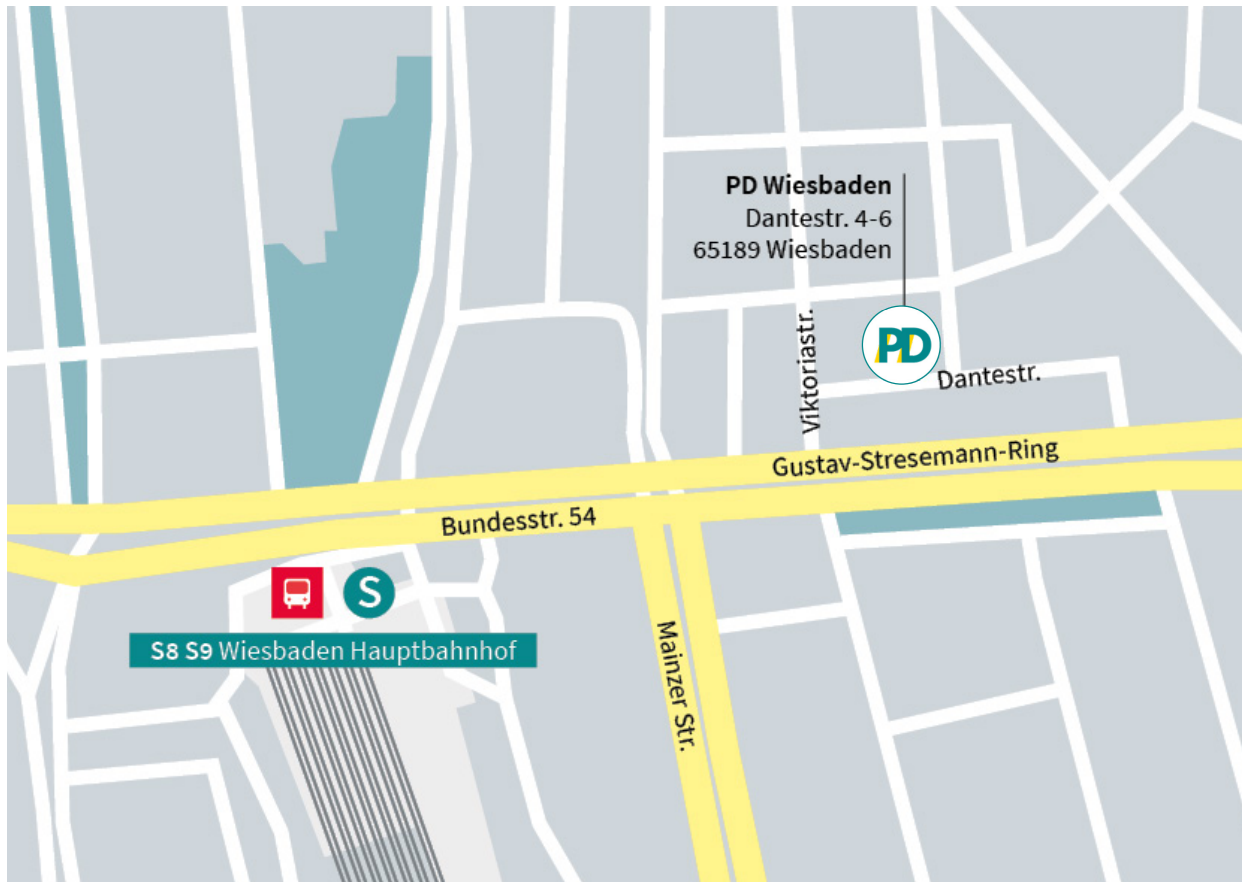 PD Wiesbaden
Dantestr. 4-6
65189 Wiesbaden
PD
Viktoriastr.
Dantestr.
Gustav-Stresemann-Ring
Bundesstr. 54
S
S8 S9 Wiesbaden Hauptbahnhof
Mainzer Str.